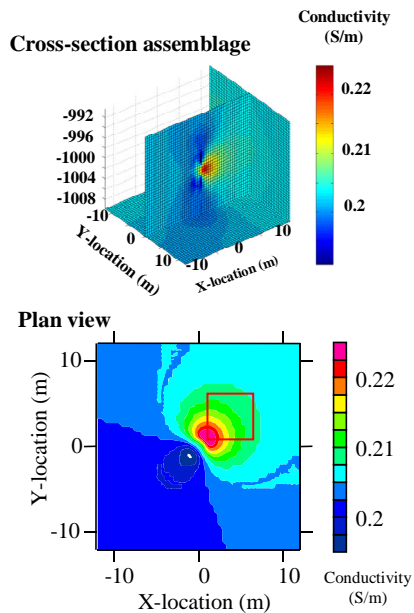 Conductivity
(S/m)
Cross-section assemblage
0.22
0.21
0.2
-992
-996
-1000
-1004
-1008
-10
0
10
Y-location (m)
-10
0
10
X-location (m)
Plan view
10
0
-10
Y-location (m)
-10
0
10
X-location (m)
0.22
0.21
0.2
Conductivity
(S/m)